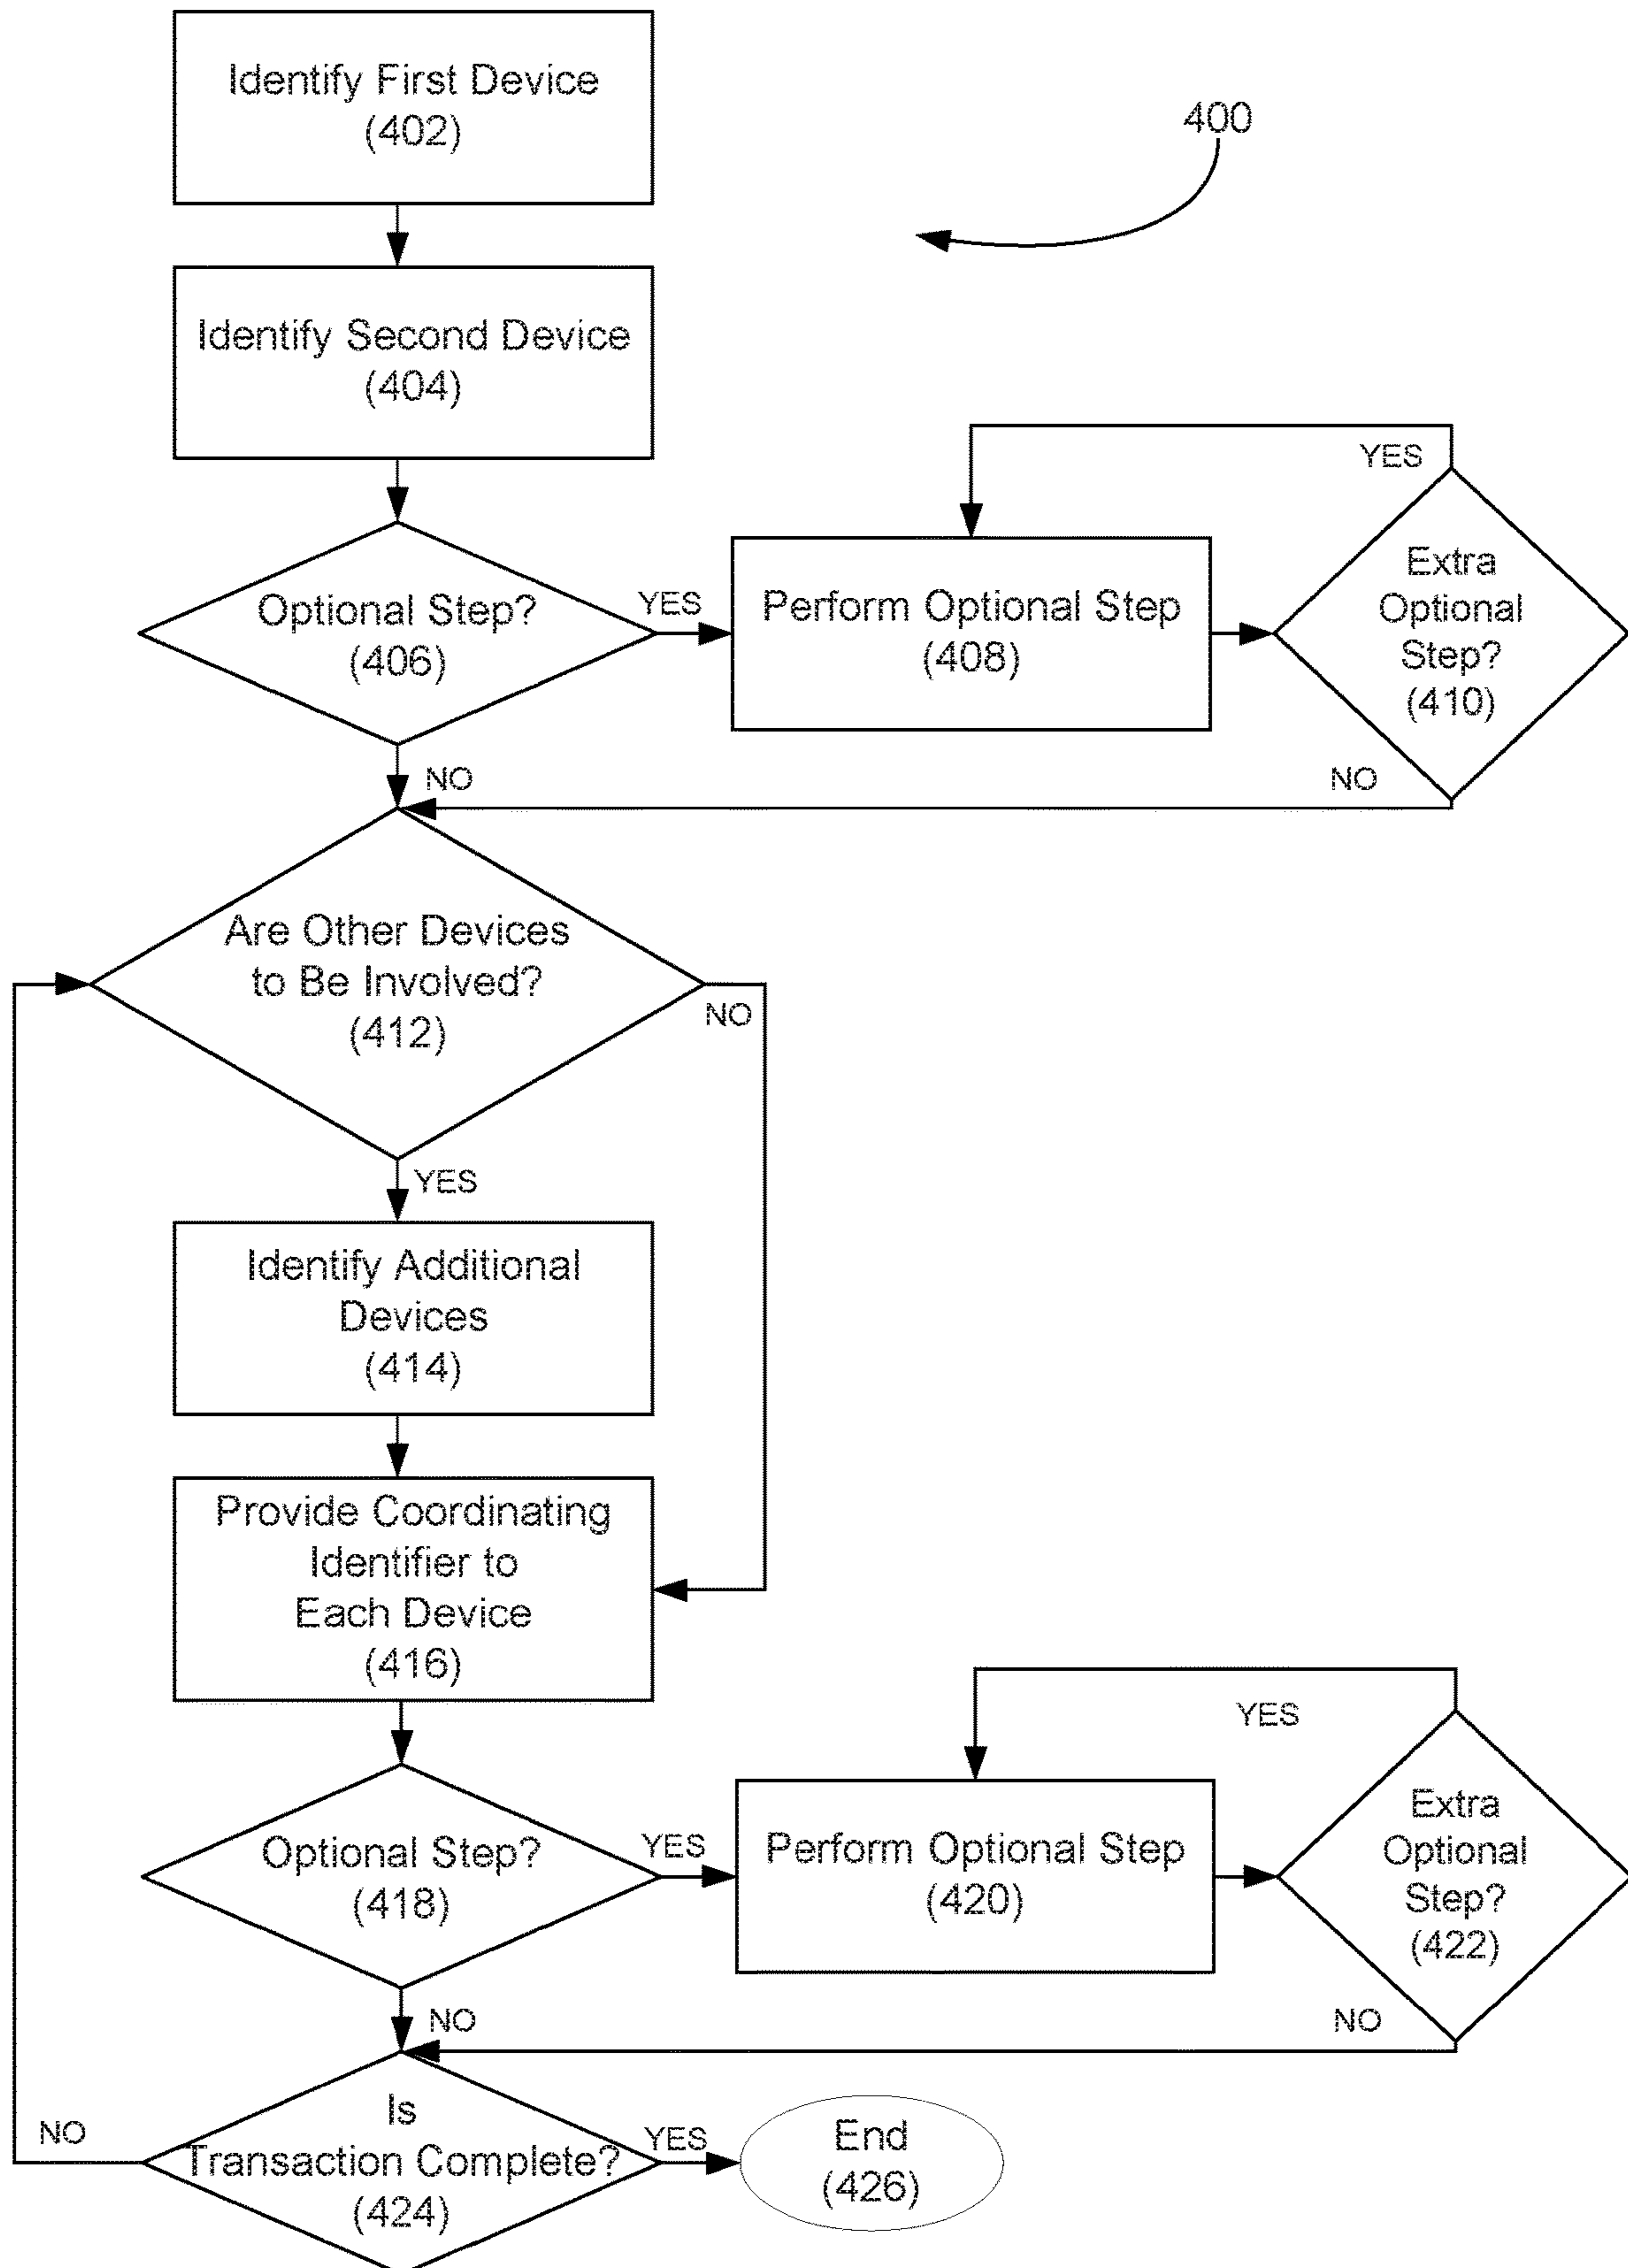 Identify First Device
(402)
400
Identify Second Device
(404)
Optional Step?
(406)
YES
Perform Optional Step
(408)
YES
Extra
Optional
Step?
(410)
NO
NO
Are Other Devices
to Be Involved?
(412)
NO
YES
Identify Additional
Devices
(414)
Provide Coordinating
Identifier to
Each Device
(416)
Optional Step?
(418)
YES
Perform Optional Step
(420)
YES
Extra
Optional
Step?
(422)
NO
NO
Is
Transaction Complete?
(424)
NO
YES
End
(426)